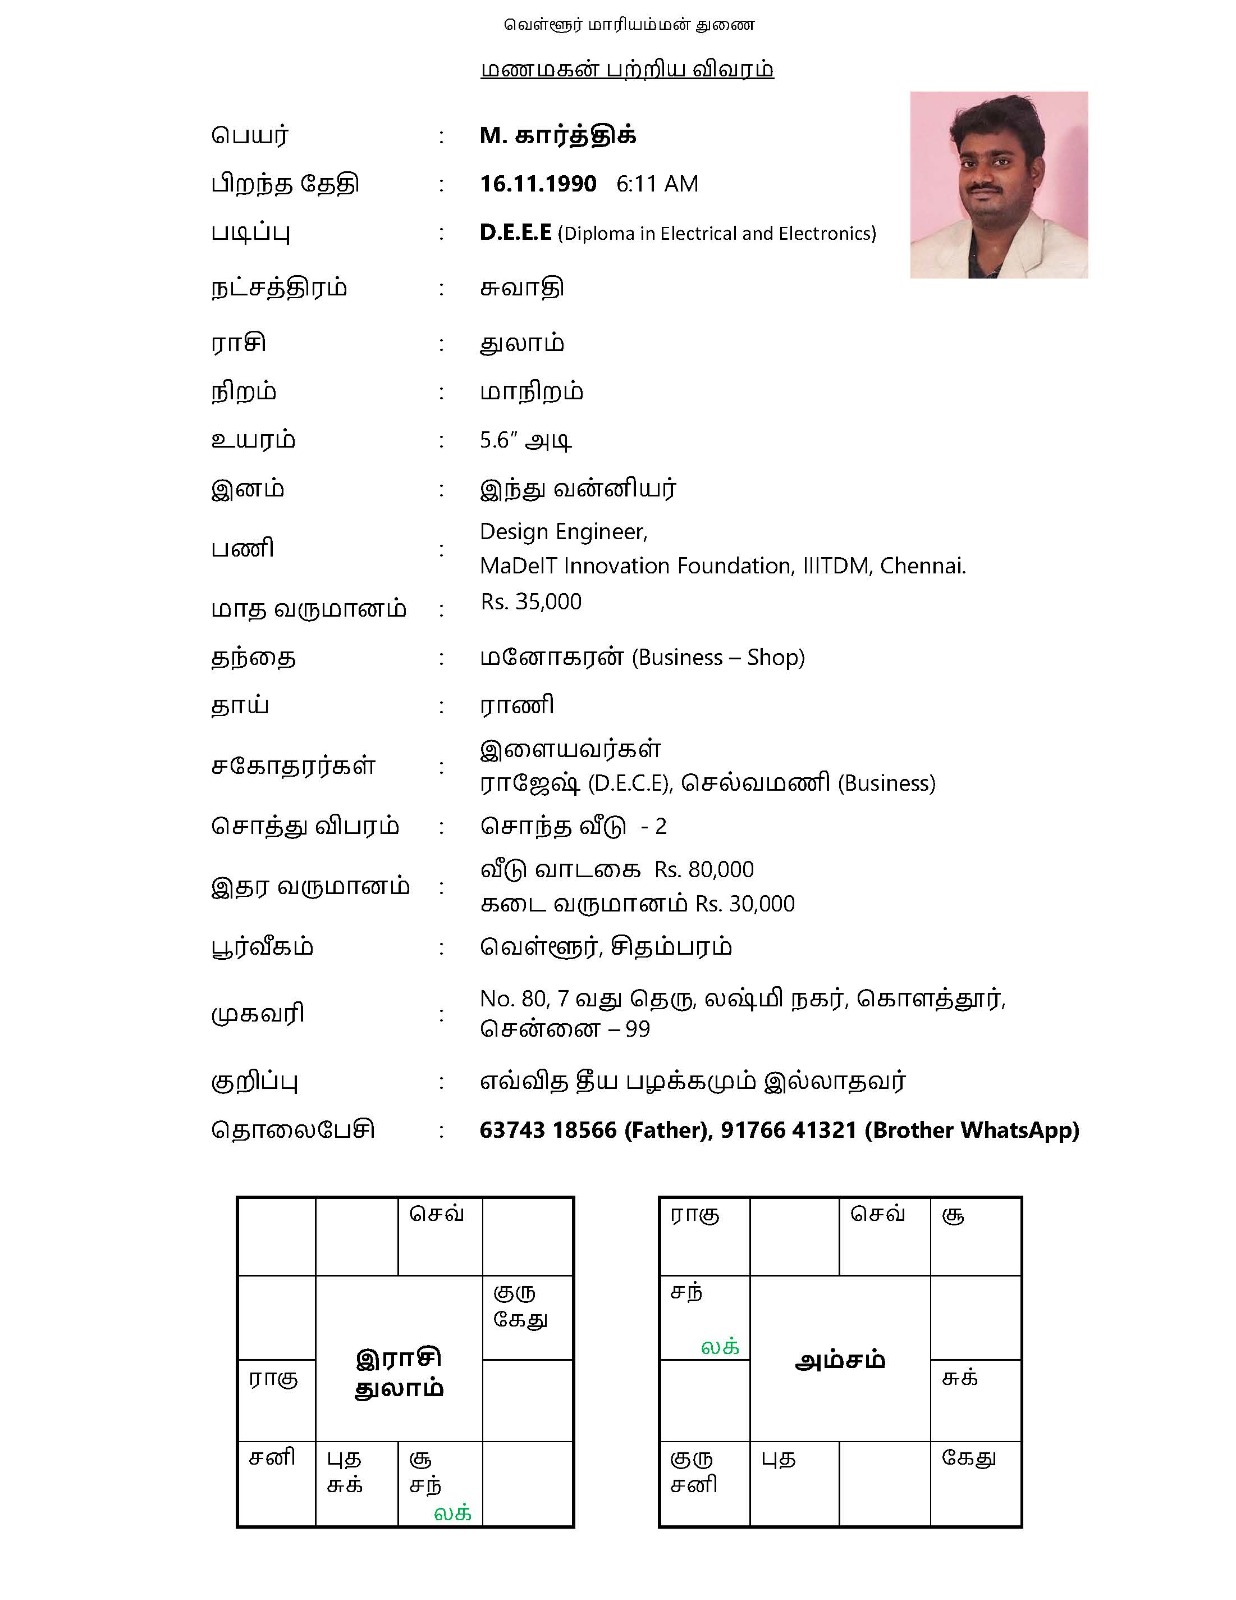 வெள்ளூர் மாரியம்மன் துணை
மணமகன் பற்றிய விவரம்
பெயர் : M. கார்த்திக்
பிறந்த தேதி : 16.11.1990 6:11 AM
படிப்பு : D.E.E.E (Diploma in Electrical and Electronics)
நட்சத்திரம் : சுவாதி
ராசி : துலாம்
நிறம் : மாநிறம்
உயரம் : 5.6” அடி
இனம் : இந்து வன்னியர்
பணி : Design Engineer,
MaDeIT Innovation Foundation, IIITDM, Chennai.
மாத வருமானம் : Rs. 35,000
தந்தை : மனோகரன் (Business – Shop)
தாய் : ராணி
சகோதரர்கள் : இளையவர்கள்
ராஜேஷ் (D.E.C.E), செல்வமணி (Business)
சொத்து விபரம் : சொந்த வீடு - 2
இதர வருமானம் : வீடு வாடகை Rs. 80,000
கடை வருமானம் Rs. 30,000
பூர்வீகம் : வெள்ளூர், சிதம்பரம்
முகவரி : No. 80, 7 வது தெரு, லஷ்மி நகர், கொளத்தூர்,
சென்னை – 99
குறிப்பு : எவ்வித தீய பழக்கமும் இல்லாதவர்
தொலைபேசி : 63743 18566 (Father), 91766 41321 (Brother WhatsApp)
செவ்
குரு
கேது
இராசி
துலாம்
ராகு
சனி புத சூ
சுக் சந்
லக்
ராகு செவ் சூ
சந்
லக்
அம்சம்
சுக்
குரு புத கேது
சனி